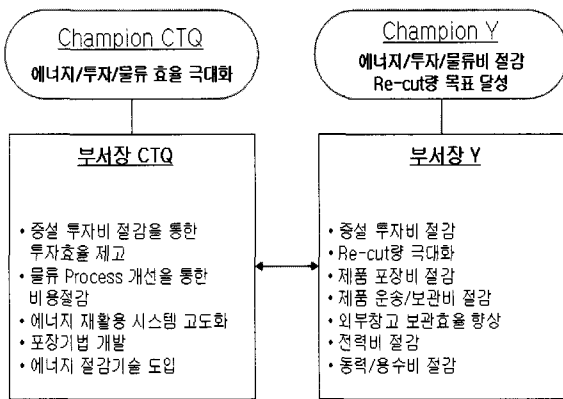 Champion CTQ
에너지/투자/물류 효율 극대화
Champion Y
에너지/투자/물류비 절감
Re-cut량 목표 달성
부서장 CTQ
• 증설 투자비 절감을 통한
투자효율 제고
• 물류 Process 개선을 통한
비용절감
• 에너지 재활용 시스템 고도화
• 포장기법 개발
• 에너지 절감기술 도입
부서장 Y
• 증설 투자비 절감
• Re-cut량 극대화
• 제품 포장비 절감
• 제품 운송/보관비 절감
• 외부창고 보관효율 향상
• 전력비 절감
• 동력/용수비 절감